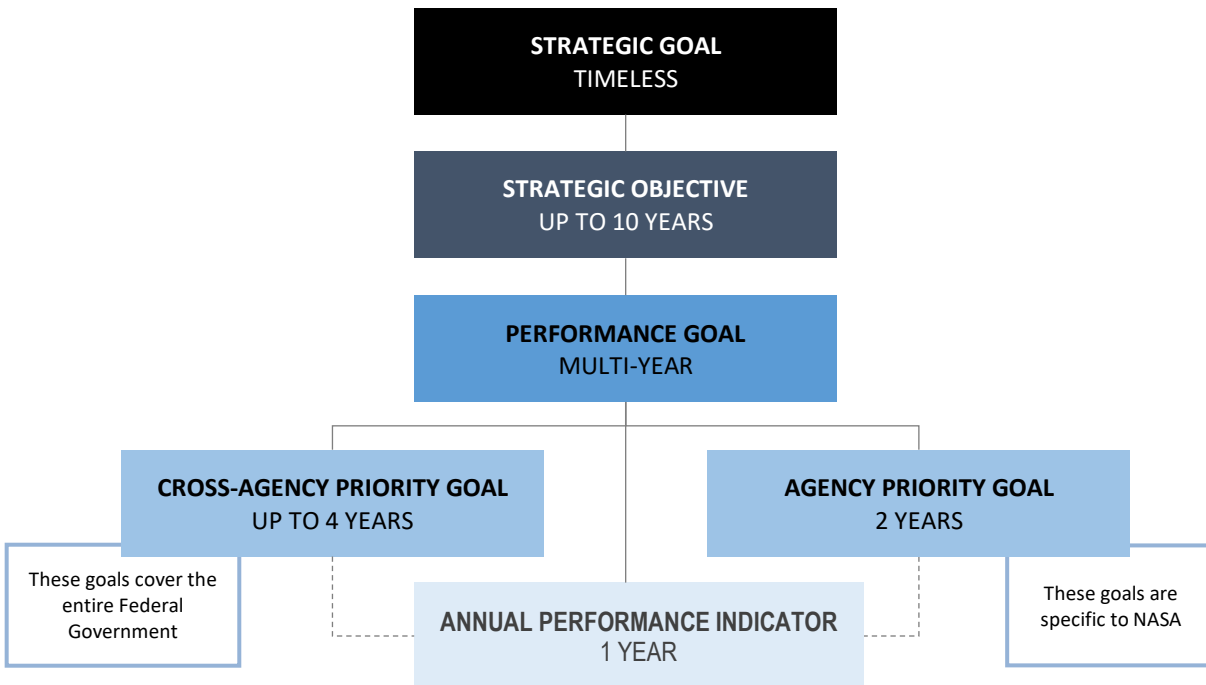 STRATEGIC GOAL
TIMELESS
STRATEGIC OBJECTIVE
UP TO 10 YEARS
PERFORMANCE GOAL
MULTI-YEAR
CROSS-AGENCY PRIORITY GOAL
UP TO 4 YEARS
AGENCY PRIORITY GOAL
2 YEARS
These goals cover the
entire Federal
Government
ANNUAL PERFORMANCE INDICATOR
1 YEAR
These goals are
specific to NASA